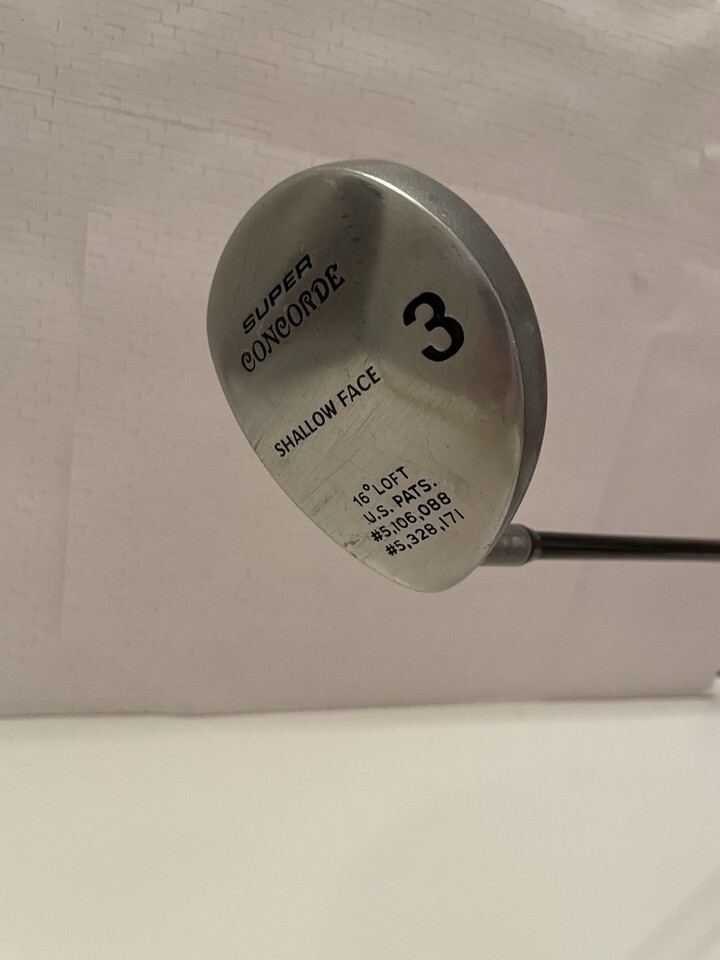 SUPER
CONCORDE
3
SHALLOW FACE
16° LOFT
U.S. PATS.
#5,106,088
#5,328,171